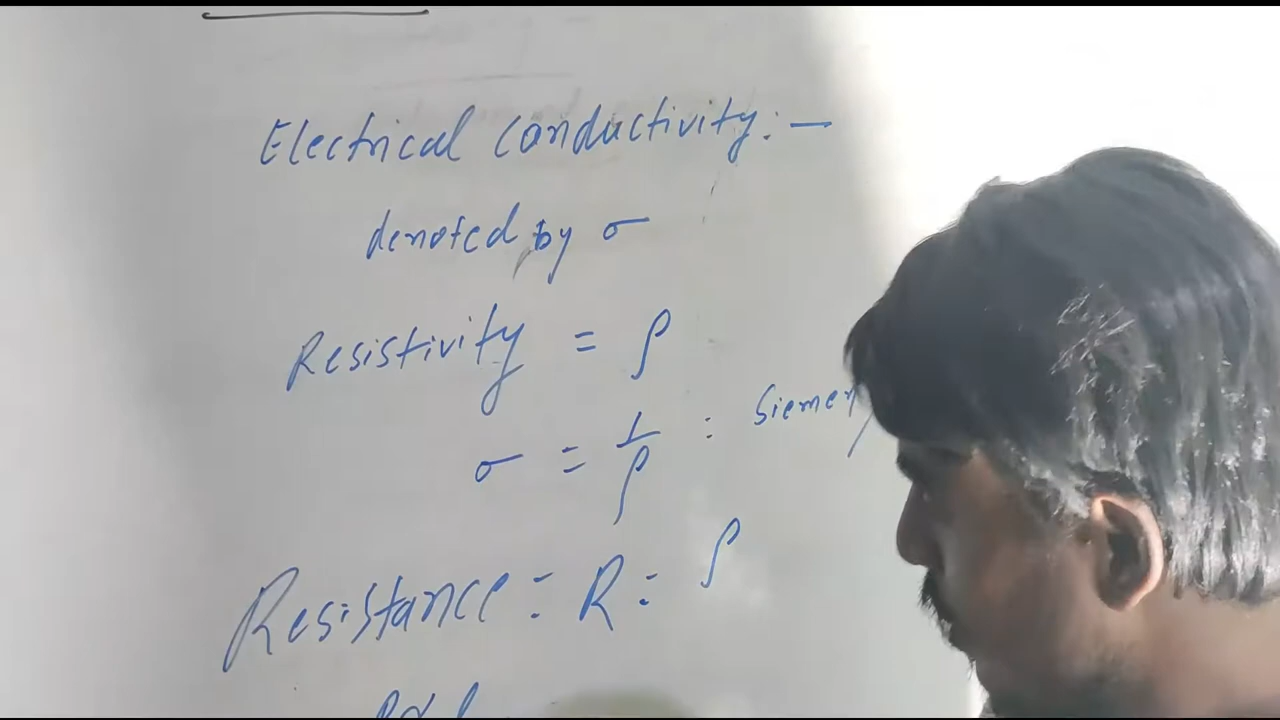 Electrical conductivity:-
denoted by σ
Resistivity = ρ
σ = 1/ρ : Siemen/
Resistance = R = ρ
R ∝ l